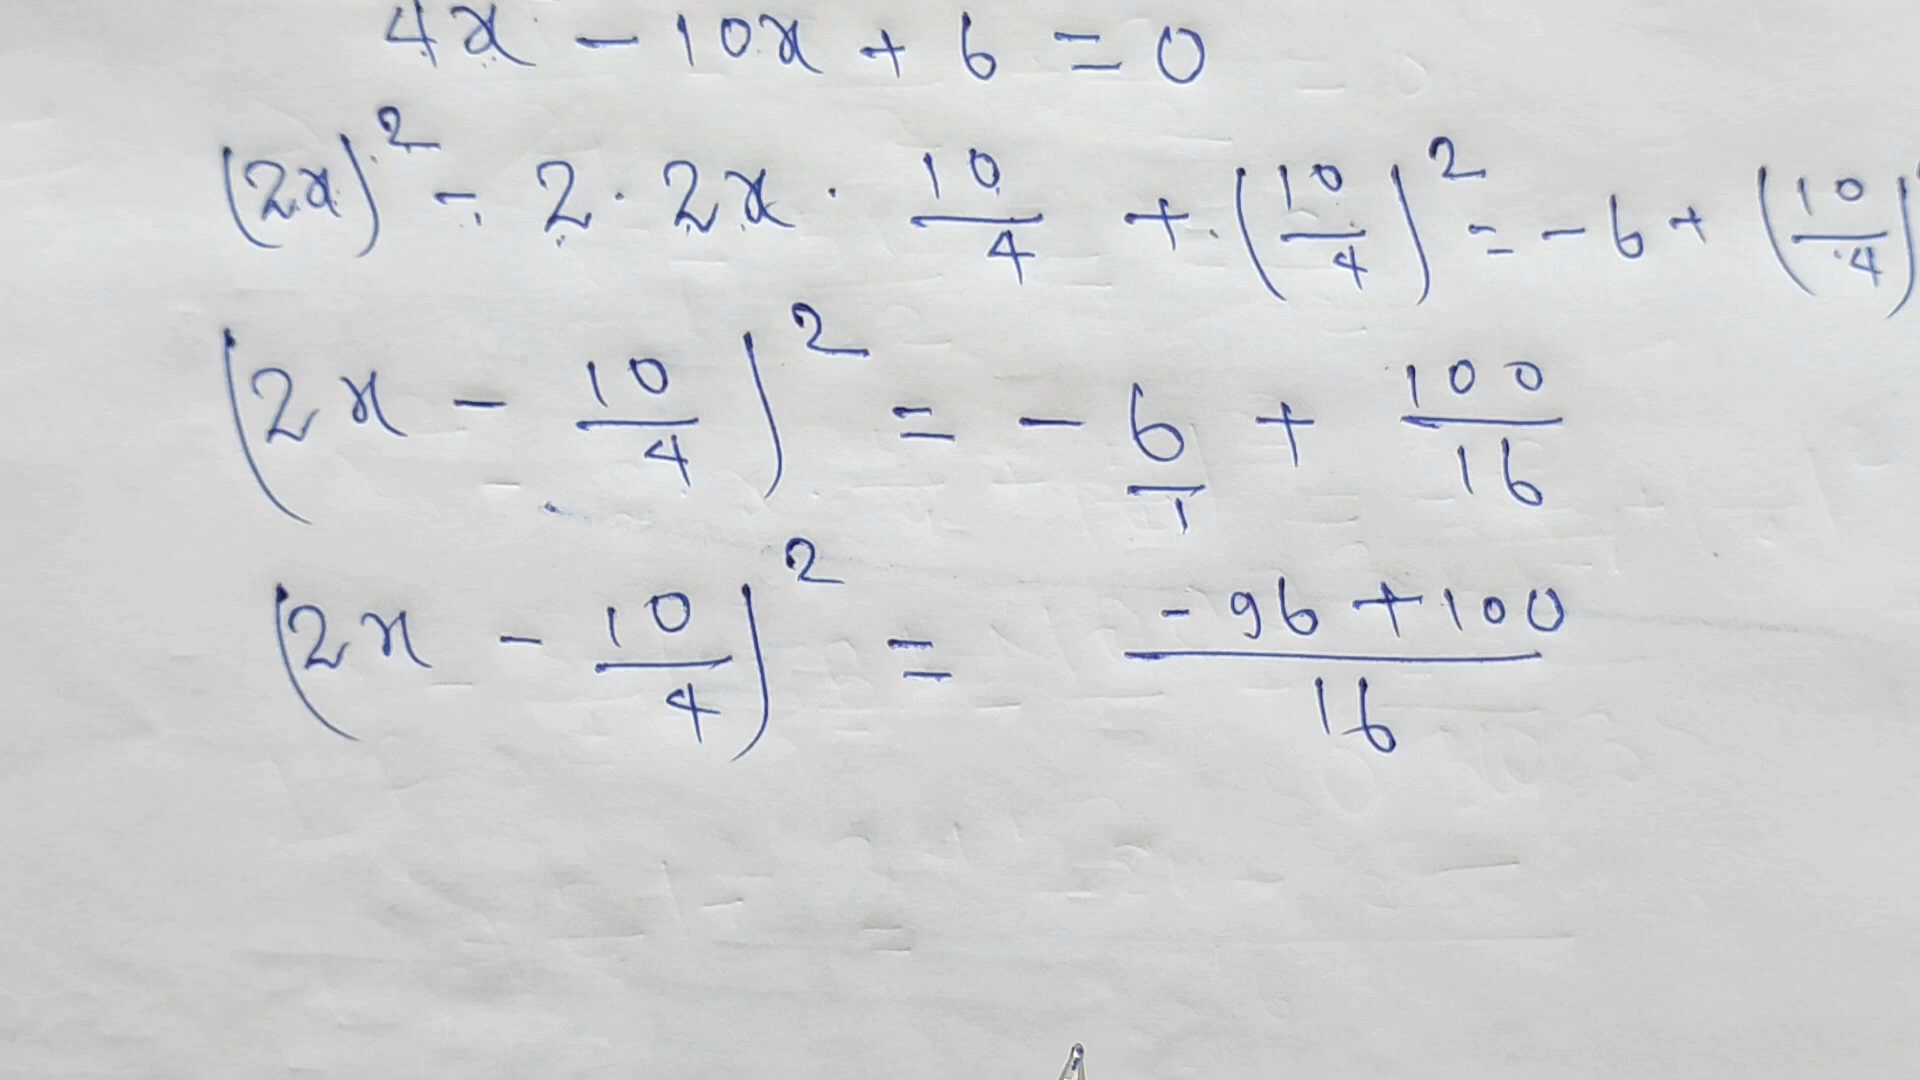 4x - 10x + 6 = 0
(2x)² - 2 · 2x · 10/4 + (10/4)² = - 6 + (10/4)
(2x - 10/4)² = - 6/1 + 100/16
(2x - 10/4)² = (- 96 + 100)/16